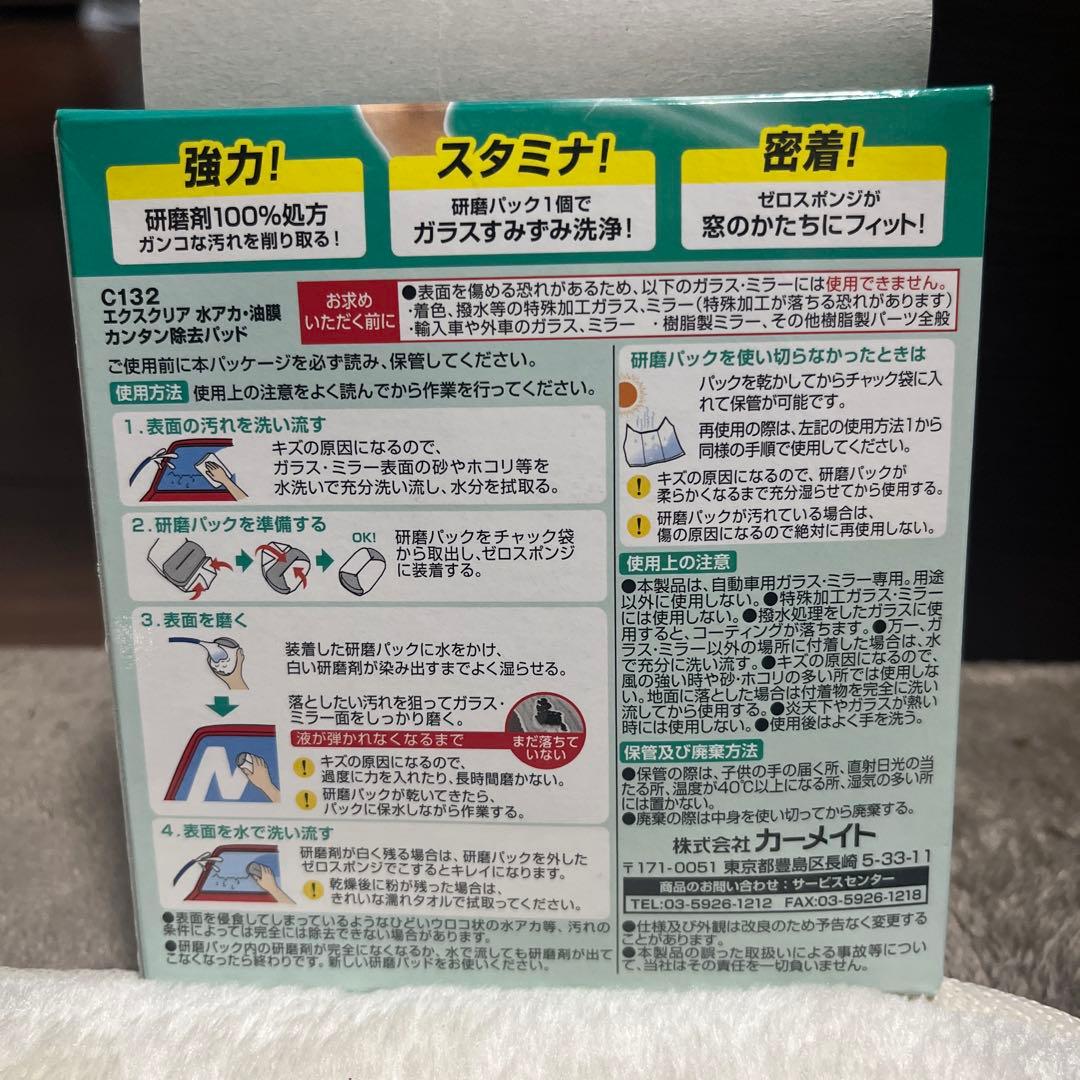 強力!
研磨剤100%処方
ガンコな汚れを削り取る!
スタミナ!
研磨パック1個で
ガラスすみずみ洗浄!
密着!
ゼロスポンジが
窓のかたちにフィット!
C132
エクスクリア 水アカ・油膜
カンタン除去パッド
お求め
いただく前に
●表面を傷める恐れがあるため、以下のガラス・ミラーには使用できません。
・着色、撥水等の特殊加工ガラス、ミラー(特殊加工が落ちる恐れがあります)
・輸入車や外車のガラス、ミラー ・樹脂製ミラー、その他樹脂製パーツ全般
ご使用前に本パッケージを必ず読み、保管してください。
使用方法 使用上の注意をよく読んでから作業を行ってください。
1.表面の汚れを洗い流す
キズの原因になるので、
ガラス・ミラー表面の砂やホコリ等を
水洗いで充分洗い流し、水分を拭取る。
2.研磨パックを準備する
OK!
研磨パックをチャック袋
から取出し、ゼロスポンジ
に装着する。
3.表面を磨く
装着した研磨パックに水をかけ、
白い研磨剤が染み出すまでよく湿らせる。
落としたい汚れを狙ってガラス・
ミラー面をしっかり磨く。
液が弾かれなくなるまで
まだ落ちて
いない
! キズの原因になるので、
過度に力を入れたり、長時間磨かない。
! 研磨パックが乾いてきたら、
パックに保水しながら作業する。
4.表面を水で洗い流す
研磨剤が白く残る場合は、研磨パックを外した
ゼロスポンジでこするとキレイになります。
! 乾燥後に粉が残った場合は、
きれいな濡れタオルで拭取ってください。
●表面を侵食してしまっているようなひどいウロコ状の水アカ等、汚れの
条件によっては完全には除去できない場合があります。
●研磨パック内の研磨剤が完全になくなるか、水で流しても研磨剤が出て
こなくなったら終わりです。新しい研磨パッドをお使いください。
研磨パックを使い切らなかったときは
パックを乾かしてからチャック袋に入
れて保管が可能です。
再使用の際は、左記の使用方法1から
同様の手順で使用してください。
! キズの原因になるので、研磨パックが
柔らかくなるまで充分湿らせてから使用する。
! 研磨パックが汚れている場合は、
傷の原因になるので絶対に再使用しない。
使用上の注意
●本製品は、自動車用ガラス・ミラー専用。用途
以外に使用しない。●特殊加工ガラス・ミラー
には使用しない。●撥水処理をしたガラスに使
用すると、コーティングが落ちます。●万一、ガ
ラス・ミラー以外の場所に付着した場合は、水
で充分に洗い流す。●キズの原因になるので、
風の強い時や砂・ホコリの多い所では使用しな
い。地面に落とした場合は付着物を完全に洗い
流してから使用する。●炎天下やガラスが熱い
時には使用しない。●使用後はよく手を洗う。
保管及び廃棄方法
●保管の際は、子供の手の届く所、直射日光の当
たる所、温度が40℃以上になる所、湿気の多い所
には置かない。
●廃棄の際は中身を使い切ってから廃棄する。
株式会社 カーメイト
〒171-0051 東京都豊島区長崎5-33-11
商品のお問い合わせ:サービスセンター
TEL:03-5926-1212 FAX:03-5926-1218
●仕様及び外観は改良のため予告なく変更する
ことがあります。
●本製品の誤った取扱いによる事故等につい
て、当社はその責任を一切負いません。